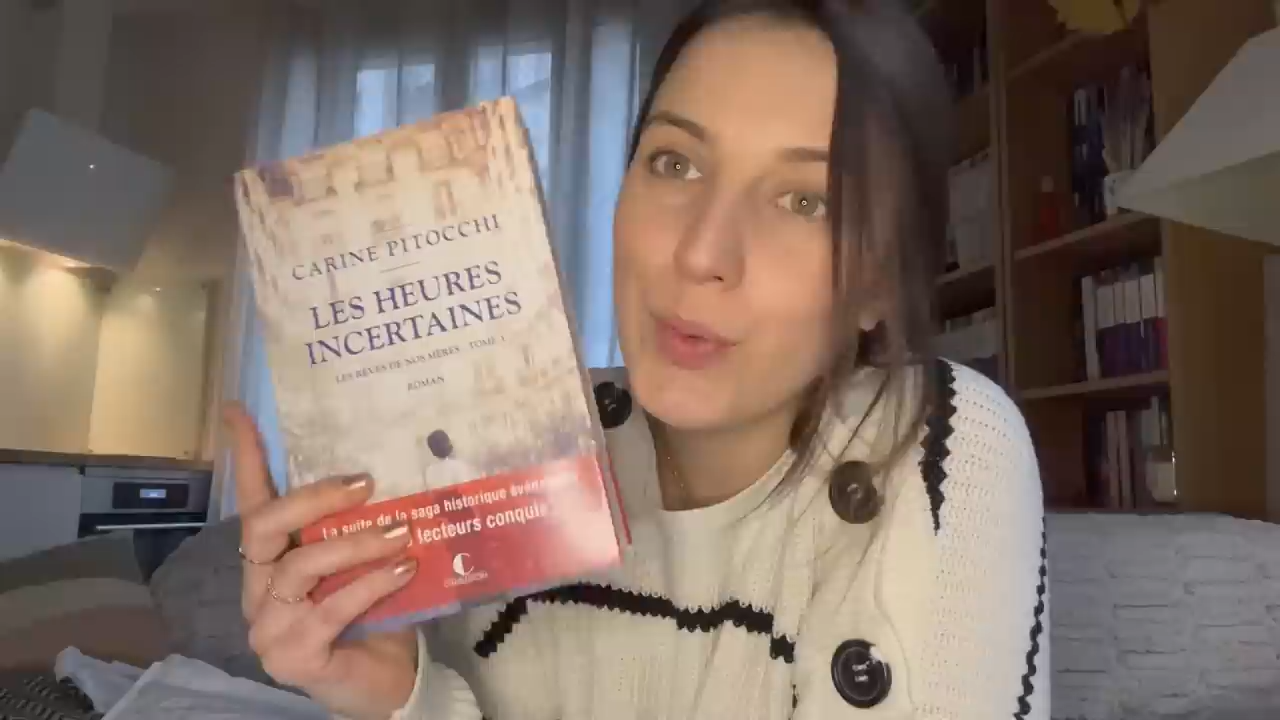 CARINE PITOCCHI
LES HEURES
INCERTAINES
LES RÊVES DE NOS MÈRES - TOME
ROMAN
La suite de la saga historique
lecteurs
C